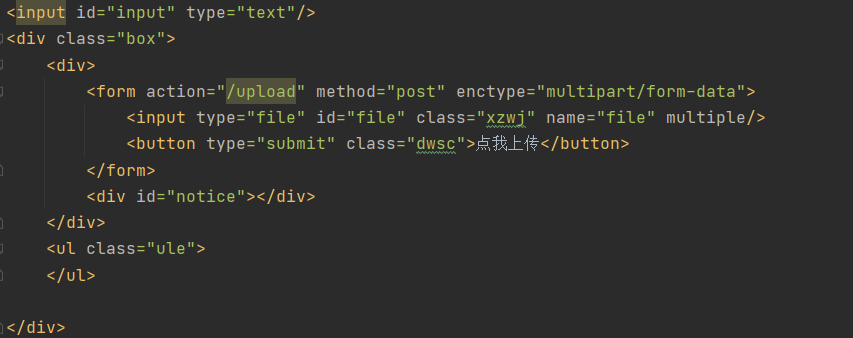 <input id="input" type="text"/>
<div class="box">
<div>
<form action="/upload" method="post" enctype="multipart/form-data">
<input type="file" id="file" class="xzwj" name="file" multiple/>
<button type="submit" class="dwsc">点我上传</button>
</form>
<div id="notice"></div>
</div>
<ul class="ule">
</ul>
</div>